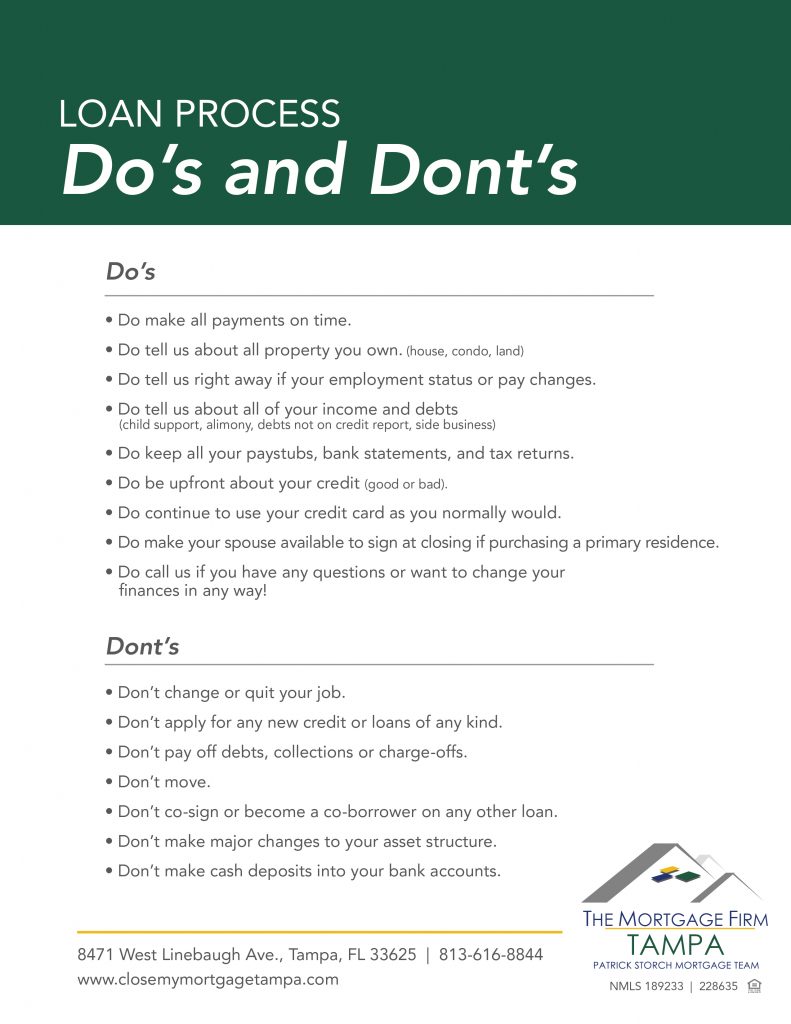 LOAN PROCESS
Do’s and Dont’s
Do’s
• Do make all payments on time.
• Do tell us about all property you own. (house, condo, land)
• Do tell us right away if your employment status or pay changes.
• Do tell us about all of your income and debts
(child support, alimony, debts not on credit report, side business)
• Do keep all your paystubs, bank statements, and tax returns.
• Do be upfront about your credit (good or bad).
• Do continue to use your credit card as you normally would.
• Do make your spouse available to sign at closing if purchasing a primary residence.
• Do call us if you have any questions or want to change your
finances in any way!
Dont’s
• Don’t change or quit your job.
• Don’t apply for any new credit or loans of any kind.
• Don’t pay off debts, collections or charge-offs.
• Don’t move.
• Don’t co-sign or become a co-borrower on any other loan.
• Don’t make major changes to your asset structure.
• Don’t make cash deposits into your bank accounts.
8471 West Linebaugh Ave., Tampa, FL 33625 | 813-616-8844
www.closemymortgagetampa.com
THE MORTGAGE FIRM
TAMPA
PATRICK STORCH MORTGAGE TEAM
NMLS 189233 | 228635